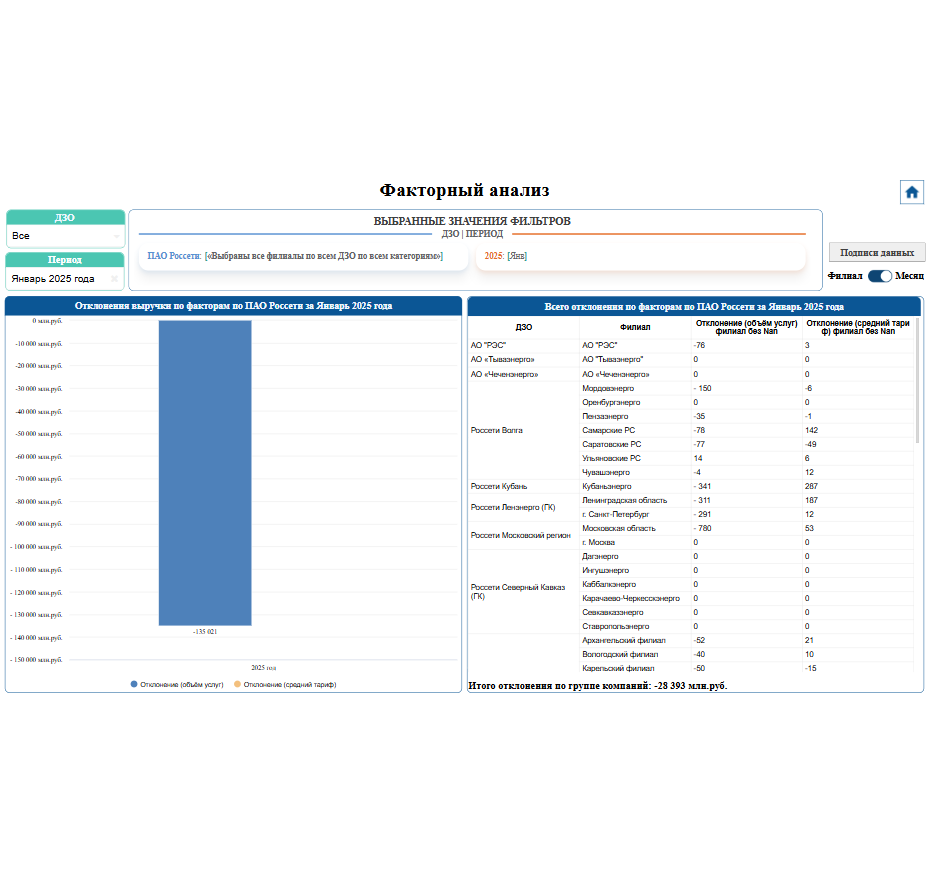 Факторный анализ
ДЗО
Все
Период
Январь 2025 года
ВЫБРАННЫЕ ЗНАЧЕНИЯ ФИЛЬТРОВ
ДЗО | ПЕРИОД
ПАО Россети: [«Выбраны все филиалы по всем ДЗО по всем категориям»]
2025: [Янв]
Подписи данных
Филиал Месяц
Отклонения выручки по факторам по ПАО Россети за Январь 2025 года
0 млн.руб.
-10 000 млн.руб.
-20 000 млн.руб.
-30 000 млн.руб.
-40 000 млн.руб.
-50 000 млн.руб.
-60 000 млн.руб.
-70 000 млн.руб.
-80 000 млн.руб.
-90 000 млн.руб.
- 100 000 млн.руб.
- 110 000 млн.руб.
- 120 000 млн.руб.
- 130 000 млн.руб.
- 140 000 млн.руб.
- 150 000 млн.руб.
-135 021
2025 год
Отклонение (объём услуг) Отклонение (средний тариф)
Всего отклонения по факторам по ПАО Россети за Январь 2025 года
ДЗО Филиал Отклонение (объём услуг) филиал без Nan Отклонение (средний тари ф) филиал без Nan
АО "РЭС" АО "РЭС" -76 3
АО «Тываэнерго» АО "Тываэнерго" 0 0
АО «Чеченэнерго» АО «Чеченэнерго» 0 0
Россети Волга Мордовэнерго - 150 -6
Оренбургэнерго 0 0
Пензаэнерго -35 -1
Самарские РС -78 142
Саратовские РС -77 -49
Ульяновские РС 14 6
Чувашэнерго -4 12
Россети Кубань Кубаньэнерго - 341 287
Россети Ленэнерго (ГК) Ленинградская область - 311 187
г. Санкт-Петербург - 291 12
Россети Московский регион Московская область - 780 53
г. Москва 0 0
Россети Северный Кавказ (ГК) Дагэнерго 0 0
Ингушэнерго 0 0
Каббалкэнерго 0 0
Карачаево-Черкесскэнерго 0 0
Севкавказэнерго 0 0
Ставропольэнерго 0 0
Архангельский филиал -52 21
Вологодский филиал -40 10
Карельский филиал -50 -15
Итого отклонения по группе компаний: -28 393 млн.руб.